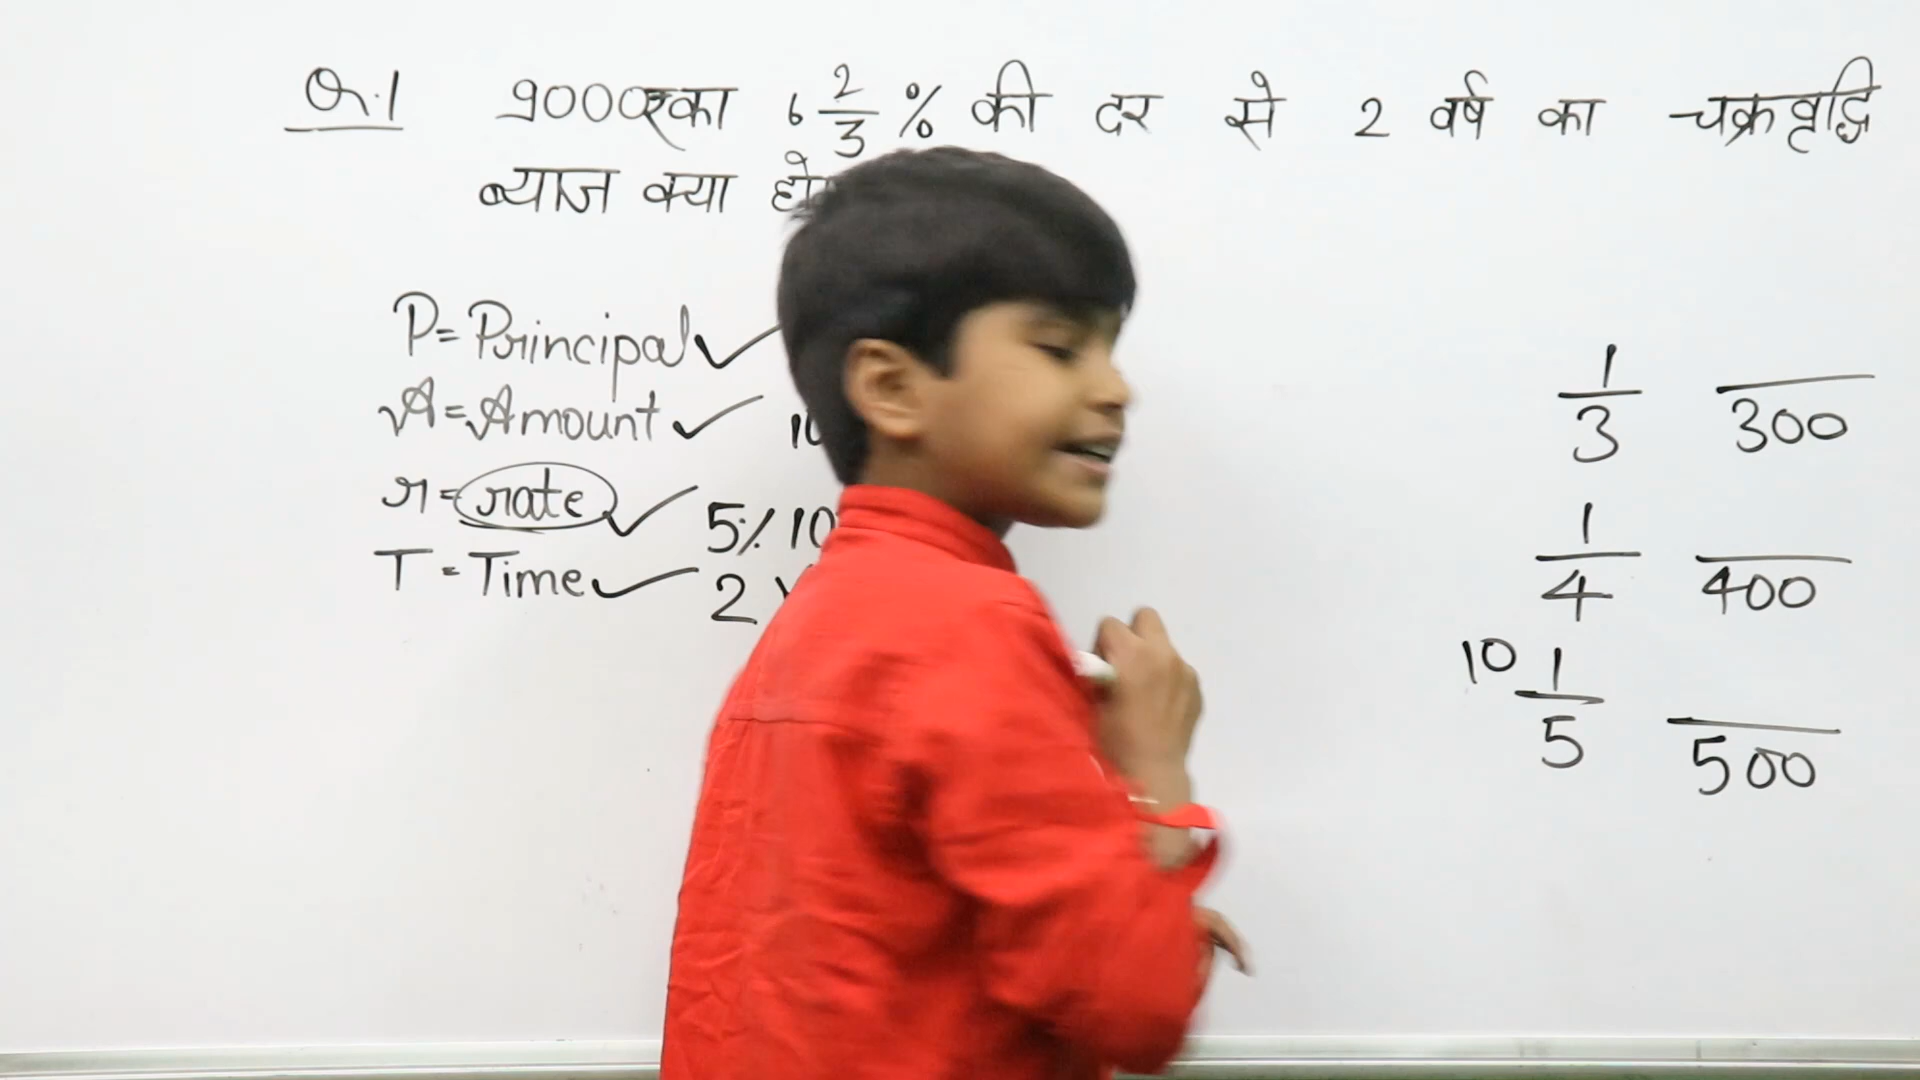 Q.1 9000रु का 6 2/3 % की दर से 2 वर्ष का चक्रवृद्धि
ब्याज क्या
P = Principal ✓
A = Amount ✓
r = rate ✓ 5%
T = Time ✓ 2
1/3 /300
1/4 /400
10 1/5 /500